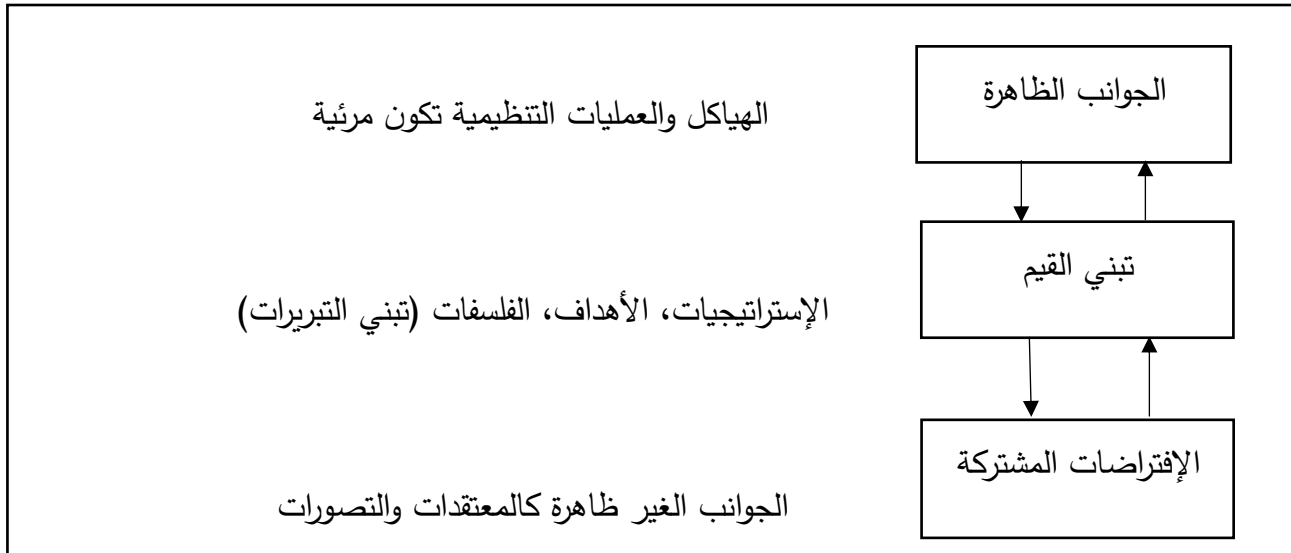 الجوانب الظاهرة
الهياكل والعمليات التنظيمية تكون مرئية
تبني القيم
الإستراتيجيات، الأهداف، الفلسفات (تبني التبريرات)
الإفتراضات المشتركة
الجوانب الغير ظاهرة كالمعتقدات والتصورات